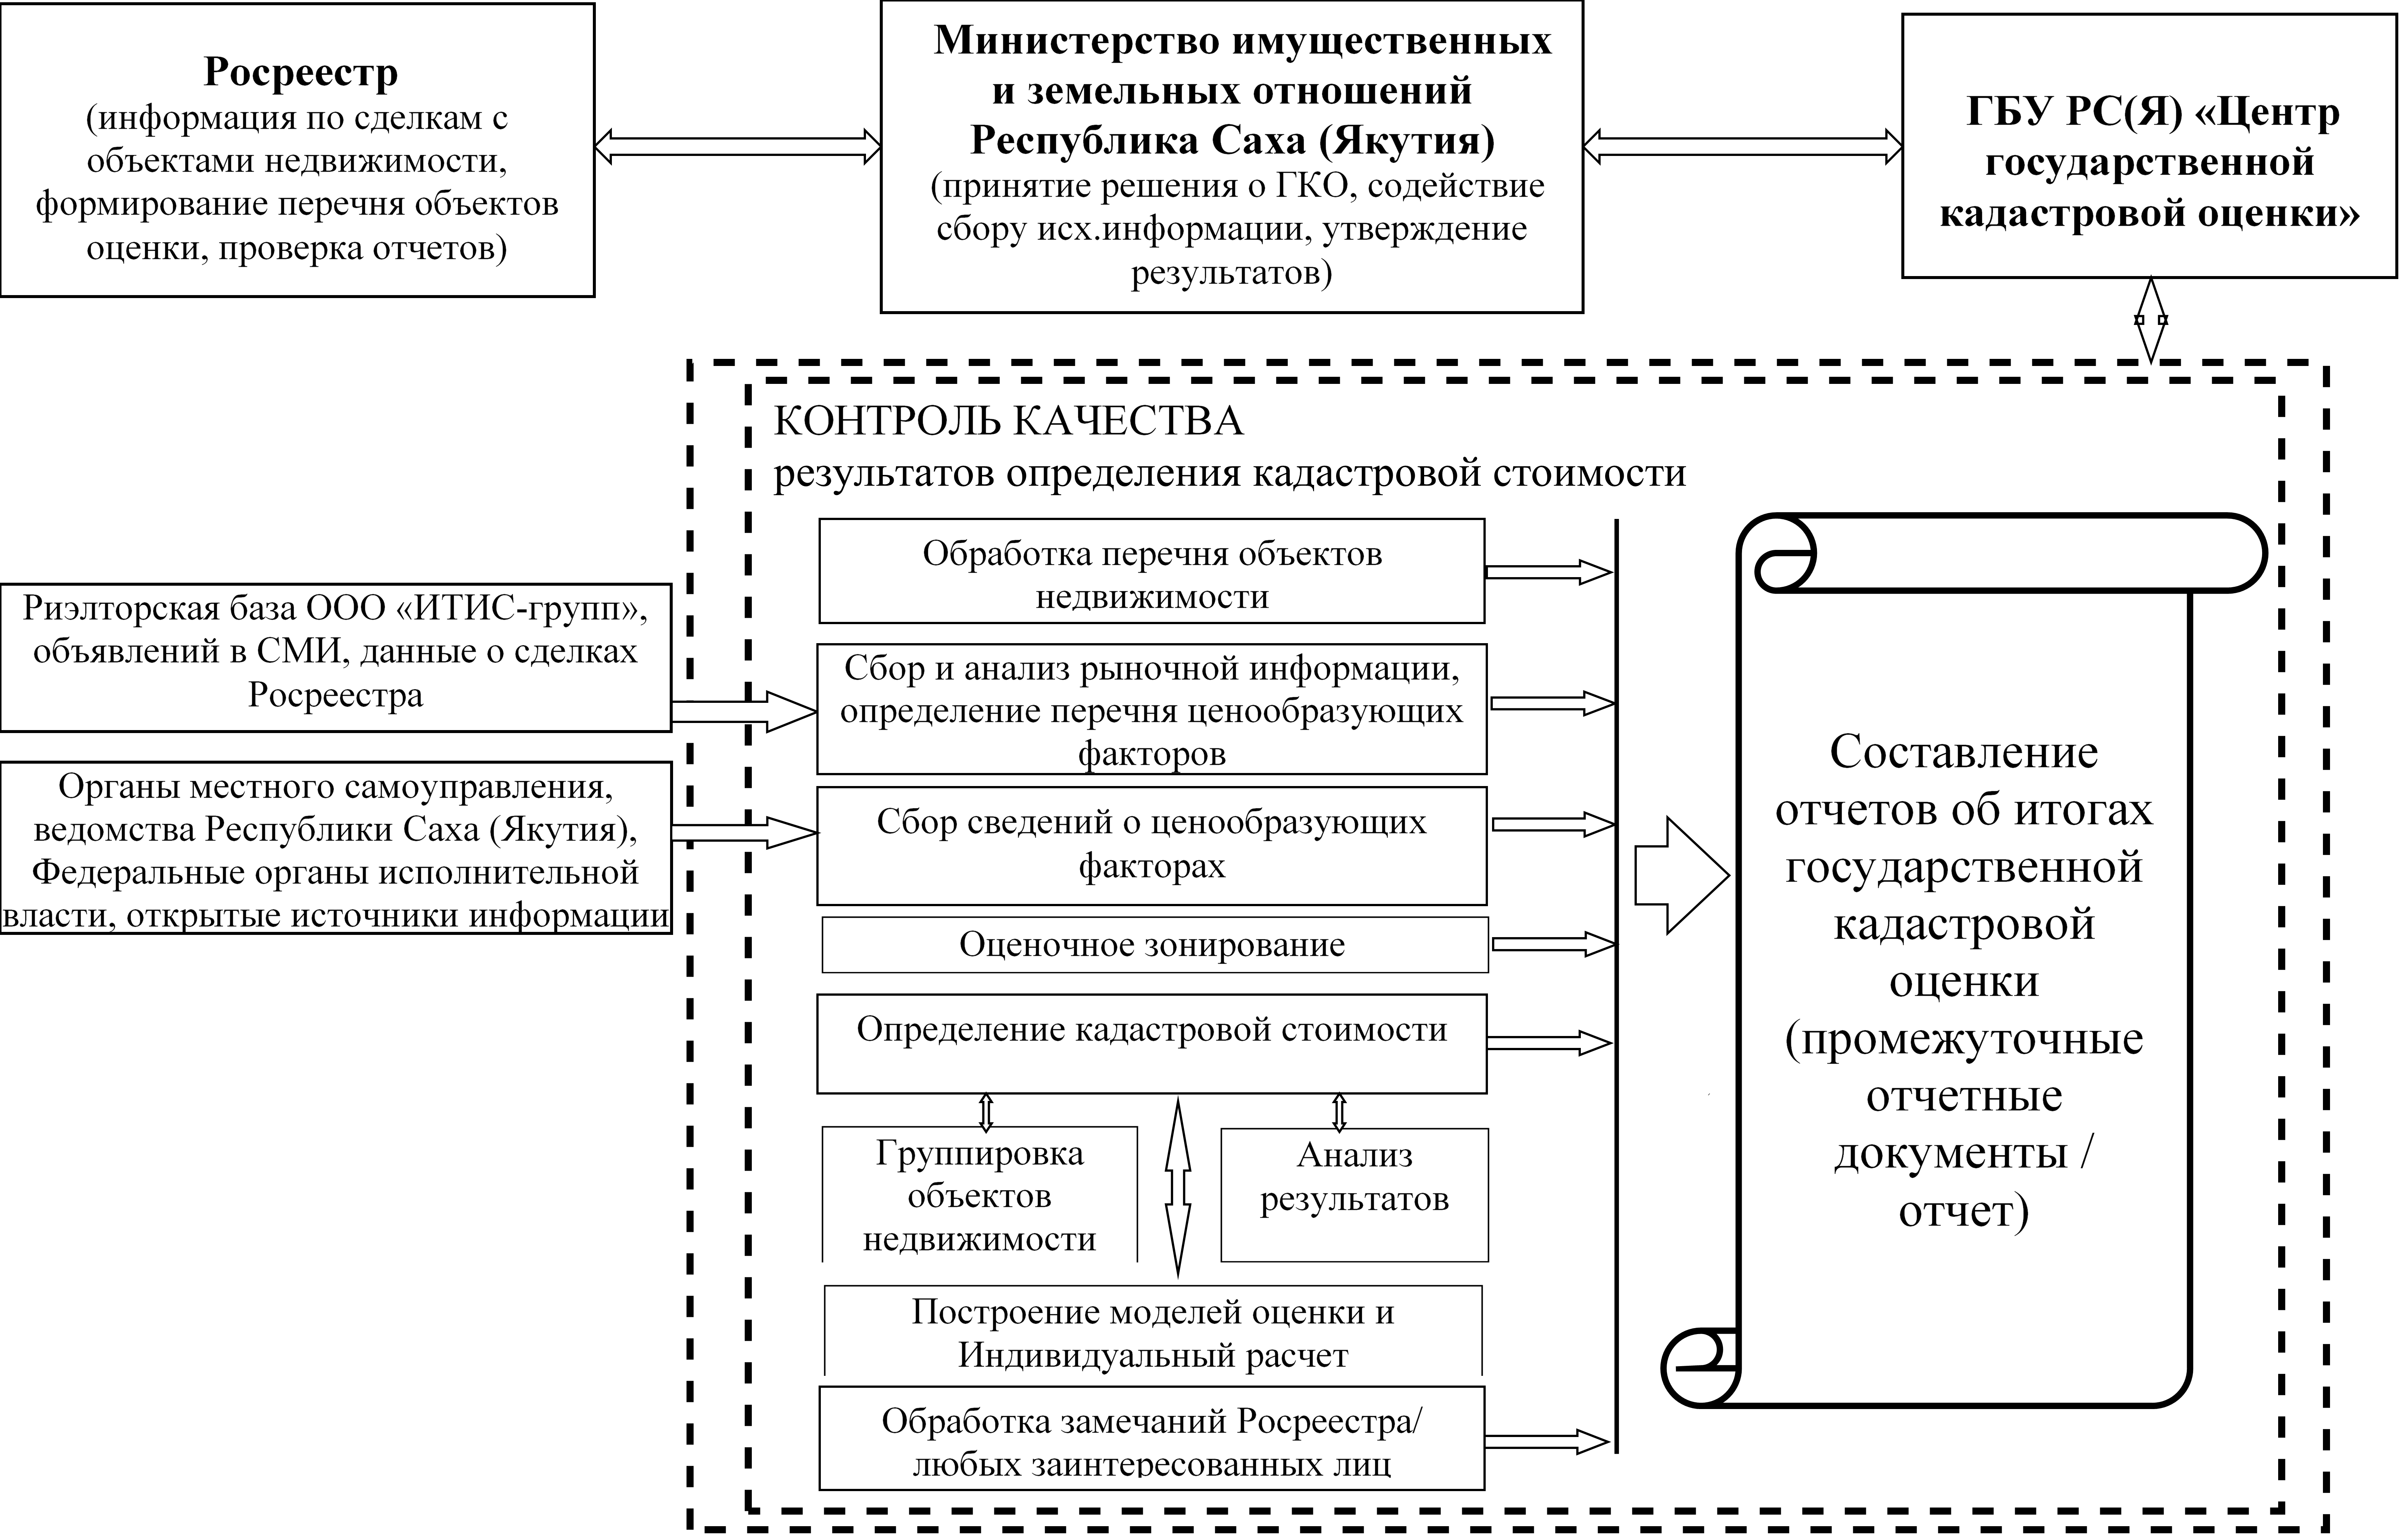 Росреестр
(информация по сделкам с
объектами недвижимости,
формирование перечня объектов
оценки, проверка отчетов)
Министерство имущественных
и земельных отношений
Республика Саха (Якутия)
(принятие решения о ГКО, содействие
сбору исх.информации, утверждение
результатов)
ГБУ РС(Я) «Центр
государственной
кадастровой оценки»
КОНТРОЛЬ КАЧЕСТВА
результатов определения кадастровой стоимости
Риэлторская база ООО «ИТИС-групп»,
объявлений в СМИ, данные о сделках
Росреестра
Органы местного самоуправления,
ведомства Республики Саха (Якутия),
Федеральные органы исполнительной
власти, открытые источники информации
Обработка перечня объектов
недвижимости
Сбор и анализ рыночной информации,
определение перечня ценообразующих
факторов
Сбор сведений о ценообразующих
факторах
Оценочное зонирование
Определение кадастровой стоимости
Группировка
объектов
недвижимости
Анализ
результатов
Построение моделей оценки и
Индивидуальный расчет
Обработка замечаний Росреестра/
любых заинтересованных лиц
Составление
отчетов об итогах
государственной
кадастровой
оценки
(промежуточные
отчетные
документы /
отчет)